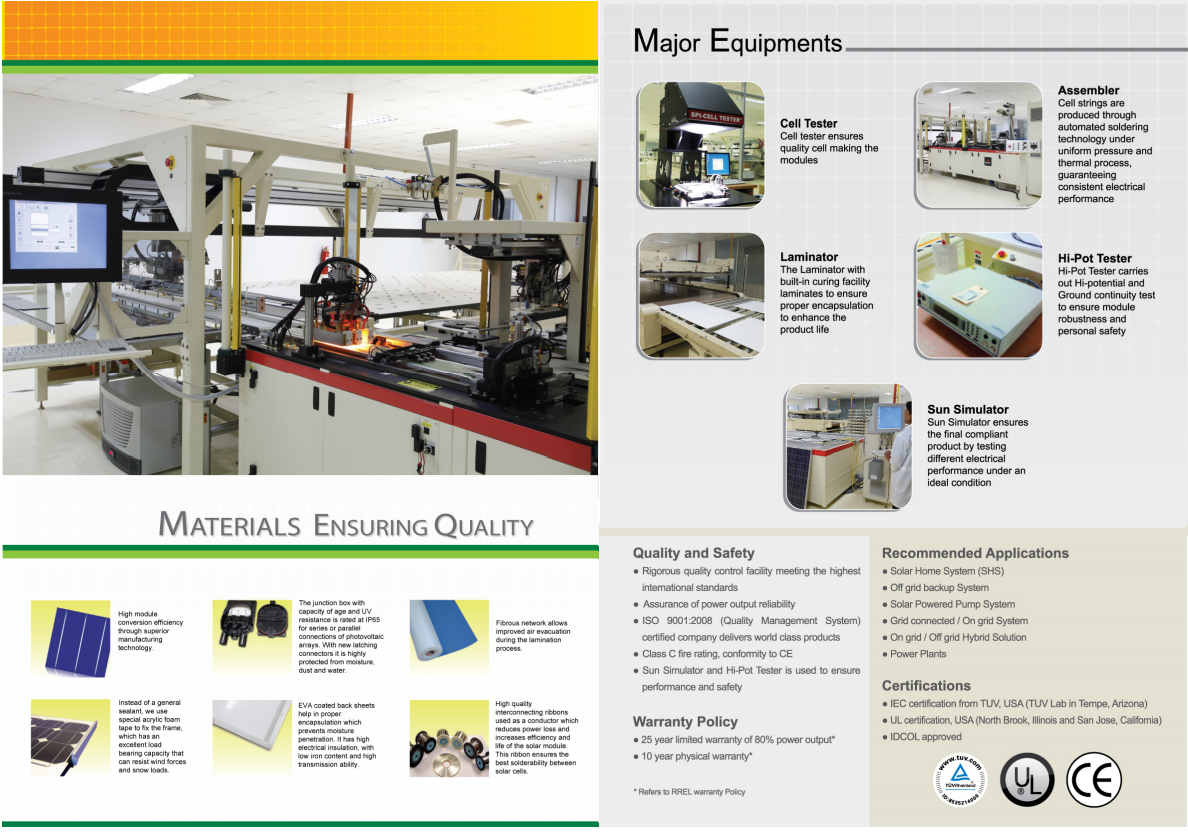 MATERIALS ENSURING QUALITY
High module
conversion efficiency
through superior
manufacturing
technology.
The junction box with
capacity of age and UV
resistance is rated at IP65
for series or parallel
connections of photovoltaic
arrays. With new latching
connectors it is highly
protected from moisture,
dust and water.
Fibrous network allows
improved air evacuation
during the lamination
process.
Instead of a general
sealant, we use
special acrylic foam
tape to fix the frame,
which has an
excellent load
bearing capacity that
can resist wind forces
and snow loads.
EVA coated back sheets
help in proper
encapsulation which
prevents moisture
penetration. It has high
electrical insulation, with
low iron content and high
transmission ability.
High quality
interconnecting ribbons
used as a conductor which
reduces power loss and
increases efficiency and
life of the solar module.
This ribbon ensures the
best solderability between
solar cells.
Major Equipments
SPI-CELL TESTER
Cell Tester
Cell tester ensures
quality cell making the
modules
Assembler
Cell strings are
produced through
automated soldering
technology under
uniform pressure and
thermal process,
guaranteeing
consistent electrical
performance
Laminator
The Laminator with
built-in curing facility
laminates to ensure
proper encapsulation
to enhance the
product life
Hi-Pot Tester
Hi-Pot Tester carries
out Hi-potential and
Ground continuity test
to ensure module
robustness and
personal safety
Sun Simulator
Sun Simulator ensures
the final compliant
product by testing
different electrical
performance under an
ideal condition
Quality and Safety
● Rigorous quality control facility meeting the highest
international standards
● Assurance of power output reliability
● ISO 9001:2008 (Quality Management System)
certified company delivers world class products
● Class C fire rating, conformity to CE
● Sun Simulator and Hi-Pot Tester is used to ensure
performance and safety
Warranty Policy
● 25 year limited warranty of 80% power output*
● 10 year physical warranty*
* Refers to RREL warranty Policy
Recommended Applications
● Solar Home System (SHS)
● Off grid backup System
● Solar Powered Pump System
● Grid connected / On grid System
● On grid / Off grid Hybrid Solution
● Power Plants
Certifications
● IEC certification from TUV, USA (TUV Lab in Tempe, Arizona)
● UL certification, USA (North Brook, Illinois and San Jose, California)
● IDCOL approved
www.tuv.com
TÜVRheinland
ID:8535214000
UL
®
CE